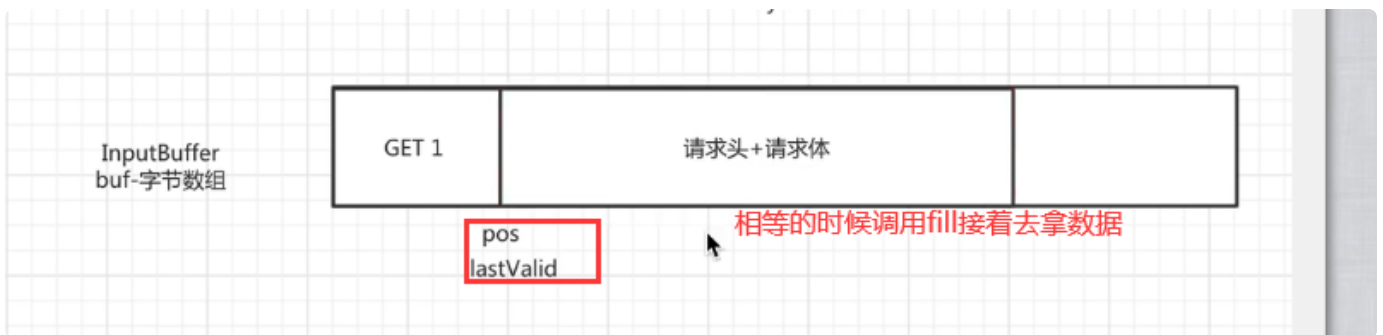 InputBuffer
buf-字节数组
GET 1
请求头+请求体
pos
lastValid
相等的时候调用fill接着去拿数据